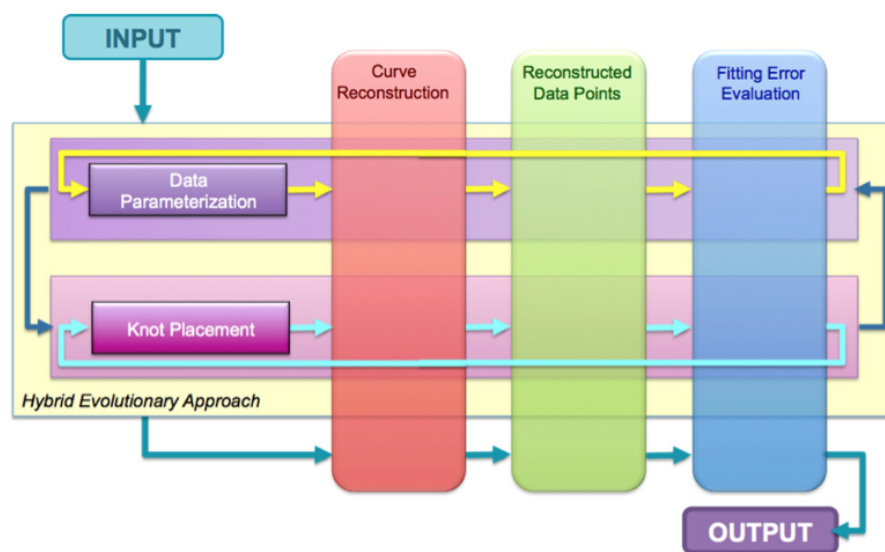 INPUT
Curve
Reconstruction
Reconstructed
Data Points
Fitting Error
Evaluation
Data
Parameterization
Knot Placement
Hybrid Evolutionary Approach
OUTPUT